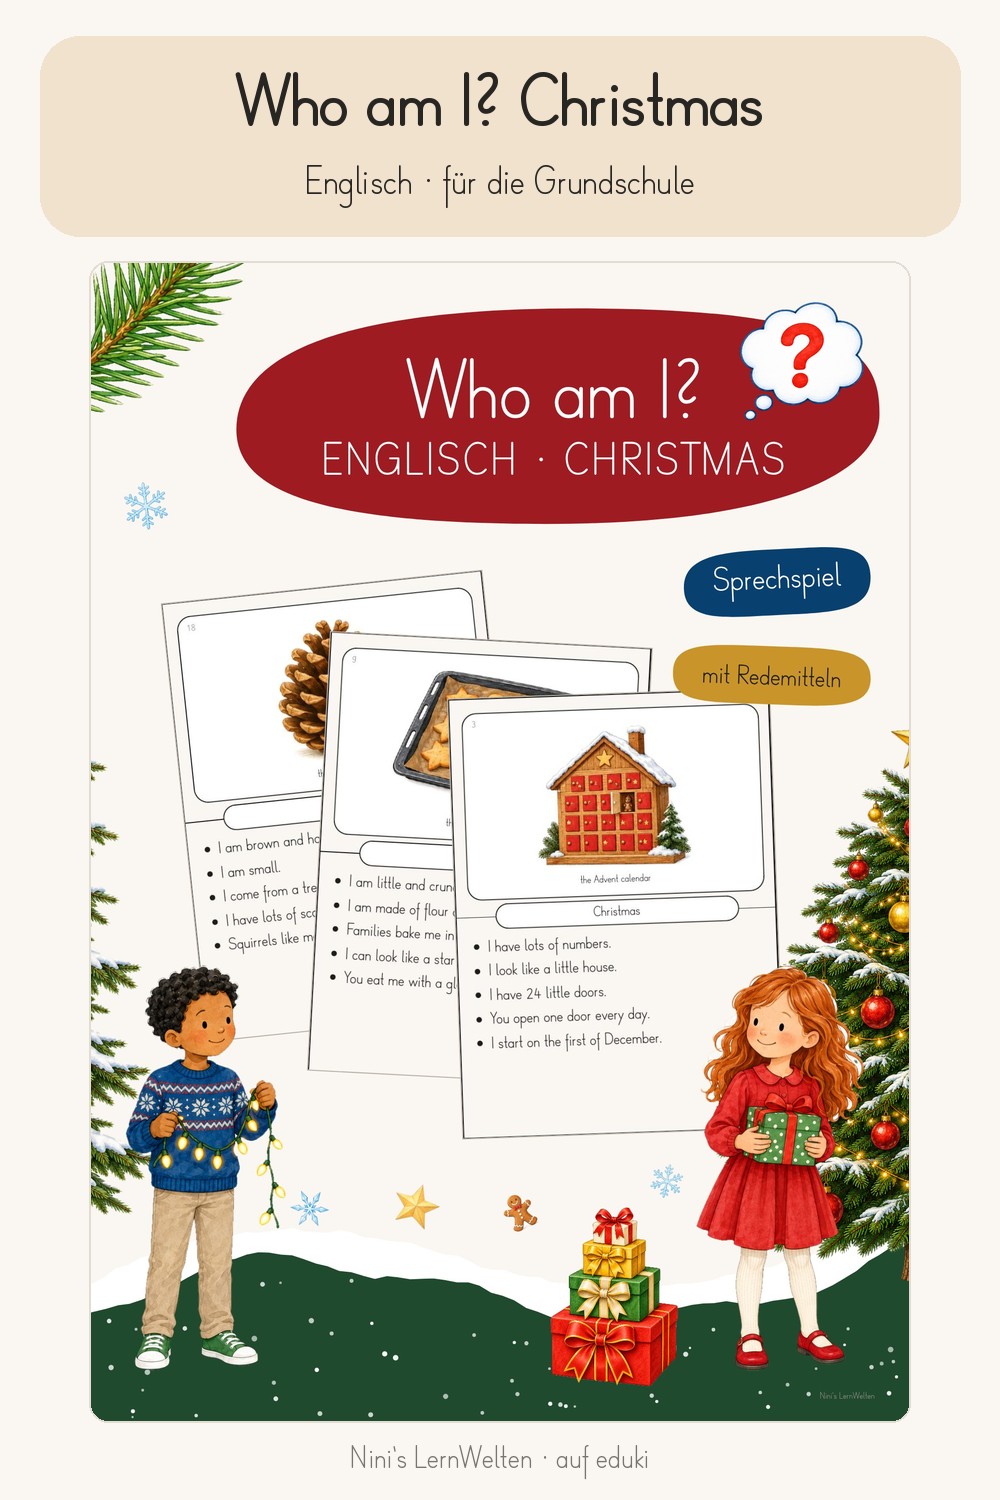 Who am I? Christmas
Englisch · für die Grundschule
Who am I?
ENGLISCH · CHRISTMAS
Sprechspiel
mit Redemitteln
18
I am brown and
I am small.
I come from a
I have lots of
Squirrels like
9
I am little and
I am made of flour
Families bake me in
I can look like a star
You eat me with a
3
the Advent calendar
Christmas
I have lots of numbers.
I look like a little house.
I have 24 little doors.
You open one door every day.
I start on the first of December.
Nini's LernWelten
Nini's LernWelten · auf eduki